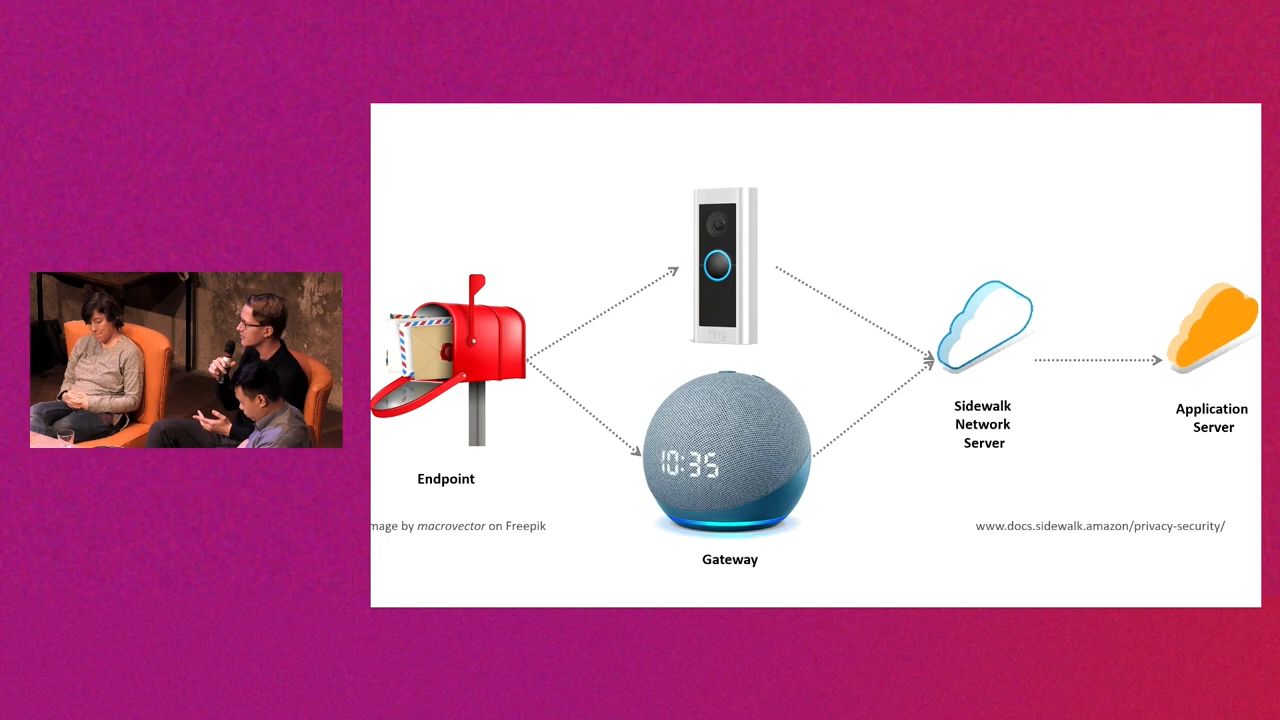 ring
10:35
Sidewalk
Network
Server
Application
Server
Endpoint
mage by macrovector on Freepik
www.docs.sidewalk.amazon/privacy-security/
Gateway